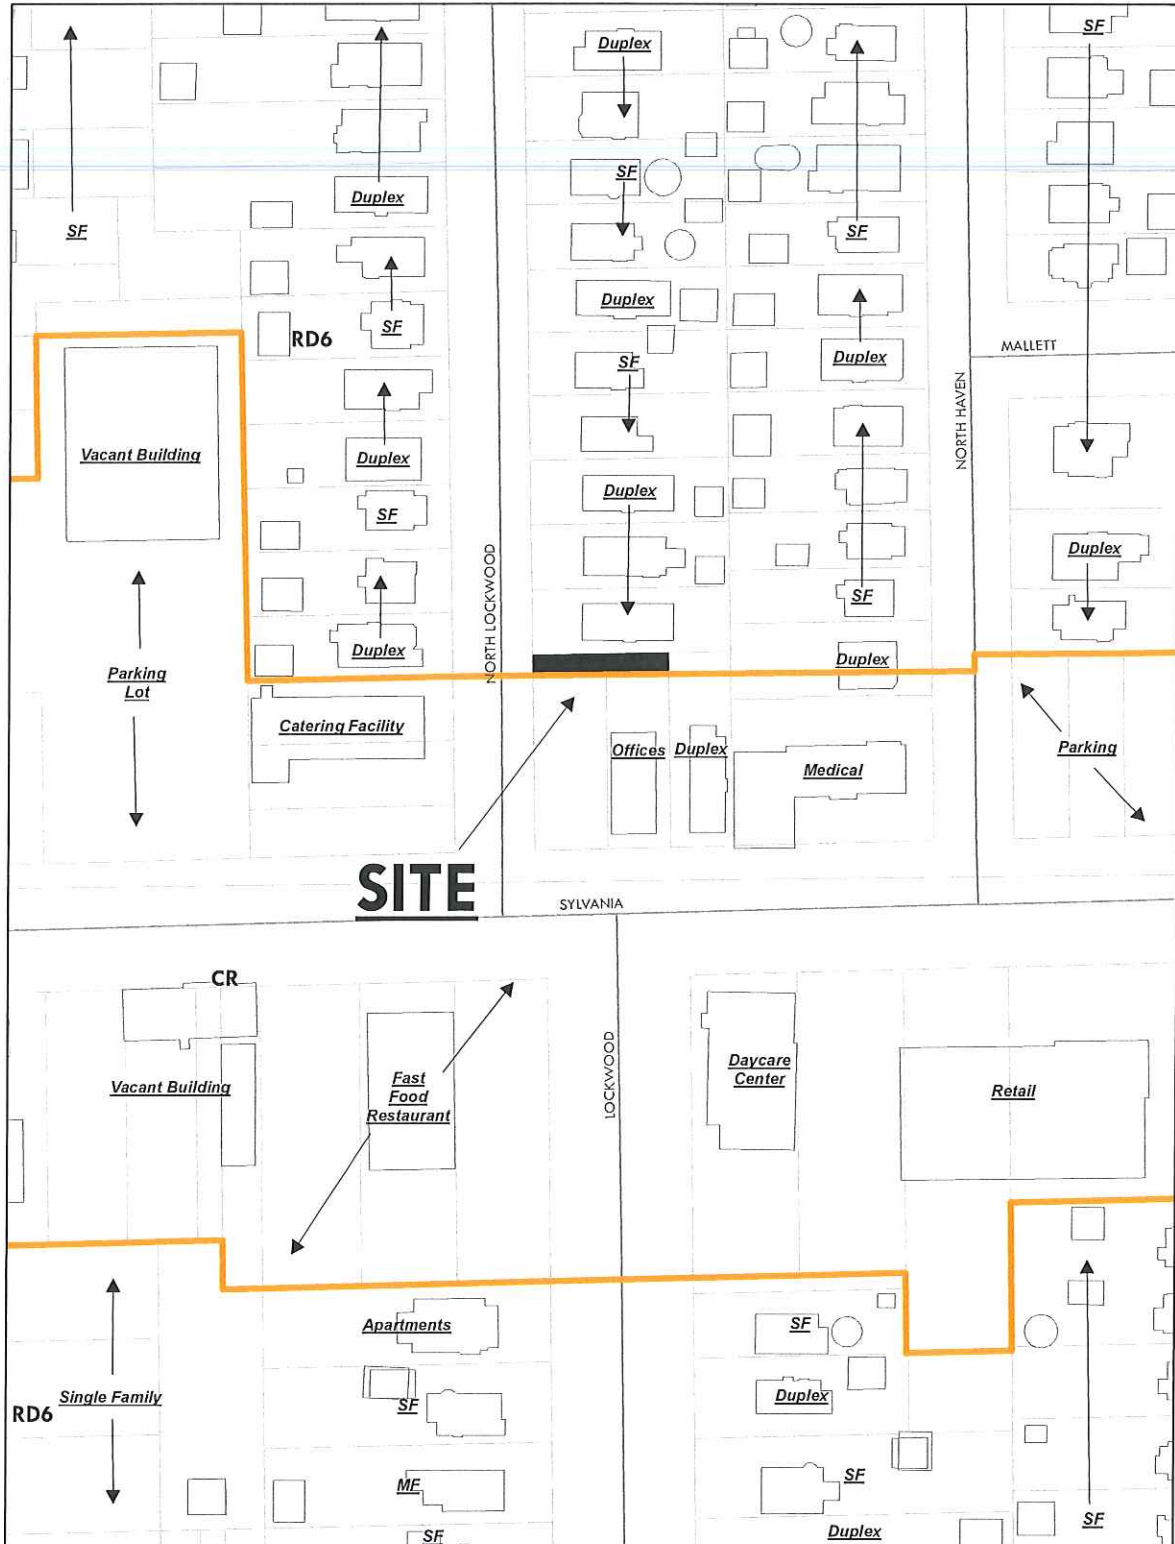 SF
Duplex
SF
Duplex
SF
SF
SF
Duplex
SF
RD6
MALLETT
Duplex
SF
NORTH HAVEN
Vacant Building
Duplex
Duplex
SF
Duplex
NORTH LOCKWOOD
SF
Duplex
Duplex
Parking
Lot
Catering Facility
Offices
Duplex
Medical
Parking
SITE
SYLVANIA
CR
LOCKWOOD
Vacant Building
Fast
Food
Restaurant
Daycare
Center
Retail
Apartments
SF
Single Family
RD6
SF
Duplex
MF
SF
SF
Duplex
SF